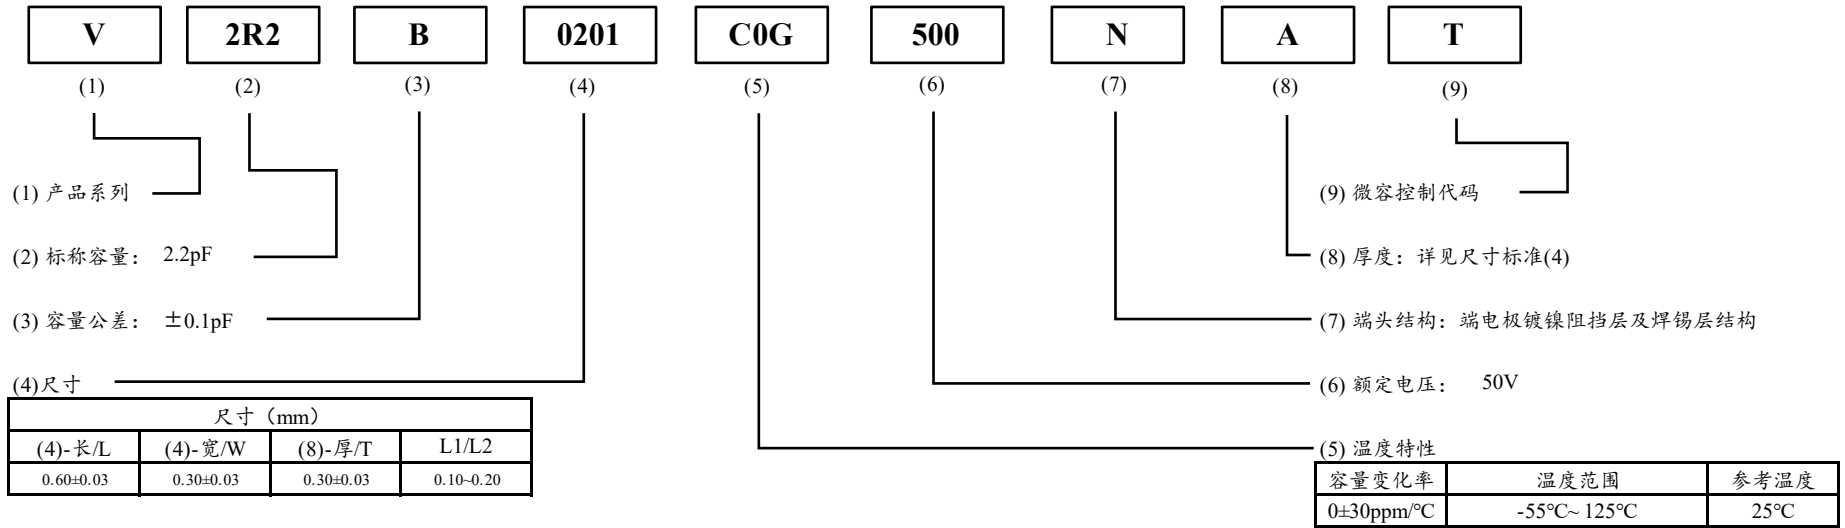 V 2R2 B 0201 C0G 500 N A T
(1) (2) (3) (4) (5) (6) (7) (8) (9)
(1) 产品系列
(9) 微容控制代码
(2) 标称容量： 2.2pF
(8) 厚度：详见尺寸标准(4)
(3) 容量公差： ±0.1pF
(7) 端头结构：端电极镀镍阻挡层及焊锡层结构
(4)尺寸
(6) 额定电压： 50V
尺寸（mm）
(4)-长/L (4)-宽/W (8)-厚/T L1/L2
0.60±0.03 0.30±0.03 0.30±0.03 0.10~0.20
(5) 温度特性
容量变化率 温度范围 参考温度
0±30ppm/℃ -55℃~ 125℃ 25℃